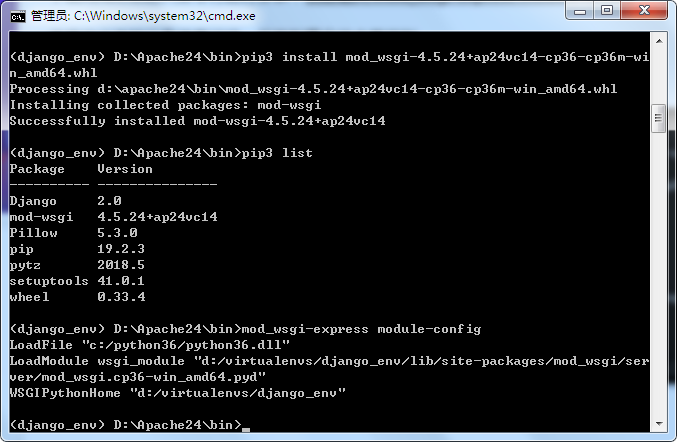 管理员: C:\Windows\system32\cmd.exe
(django_env) D:\Apache24\bin>pip3 install mod_wsgi-4.5.24+ap24vc14-cp36-cp36m-wi
n_amd64.whl
Processing d:\apache24\bin\mod_wsgi-4.5.24+ap24vc14-cp36-cp36m-win_amd64.whl
Installing collected packages: mod-wsgi
Successfully installed mod-wsgi-4.5.24+ap24vc14
(django_env) D:\Apache24\bin>pip3 list
Package    Version
---------- ---------------
Django     2.0
mod-wsgi   4.5.24+ap24vc14
Pillow     5.3.0
pip        19.2.3
pytz       2018.5
setuptools 41.0.1
wheel      0.33.4
(django_env) D:\Apache24\bin>mod_wsgi-express module-config
LoadFile "c:/python36/python36.dll"
LoadModule wsgi_module "d:/virtualenvs/django_env/lib/site-packages/mod_wsgi/ser
ver/mod_wsgi.cp36-win_amd64.pyd"
WSGIPythonHome "d:/virtualenvs/django_env"
(django_env) D:\Apache24\bin>